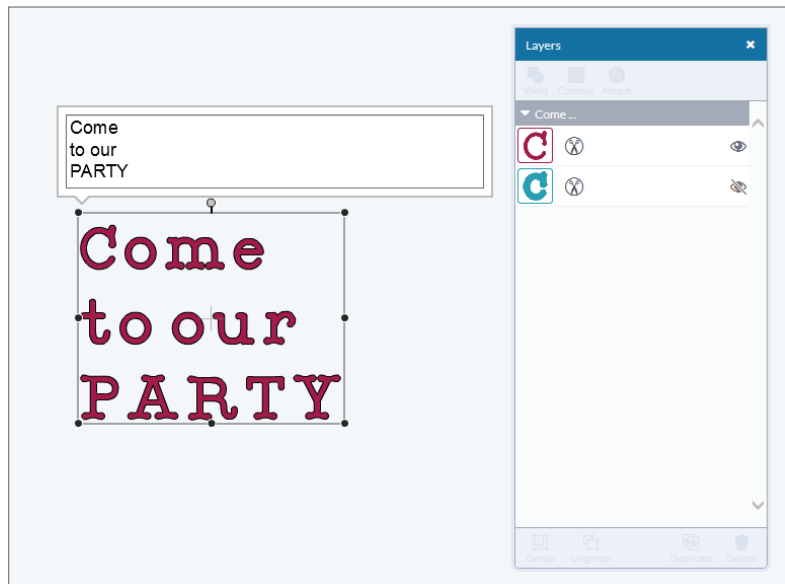 Layers
Weld Contour Attach
Come ...
C
C
Come
to our
PARTY
Come
to our
PARTY
Group Ungroup Duplicate Delete